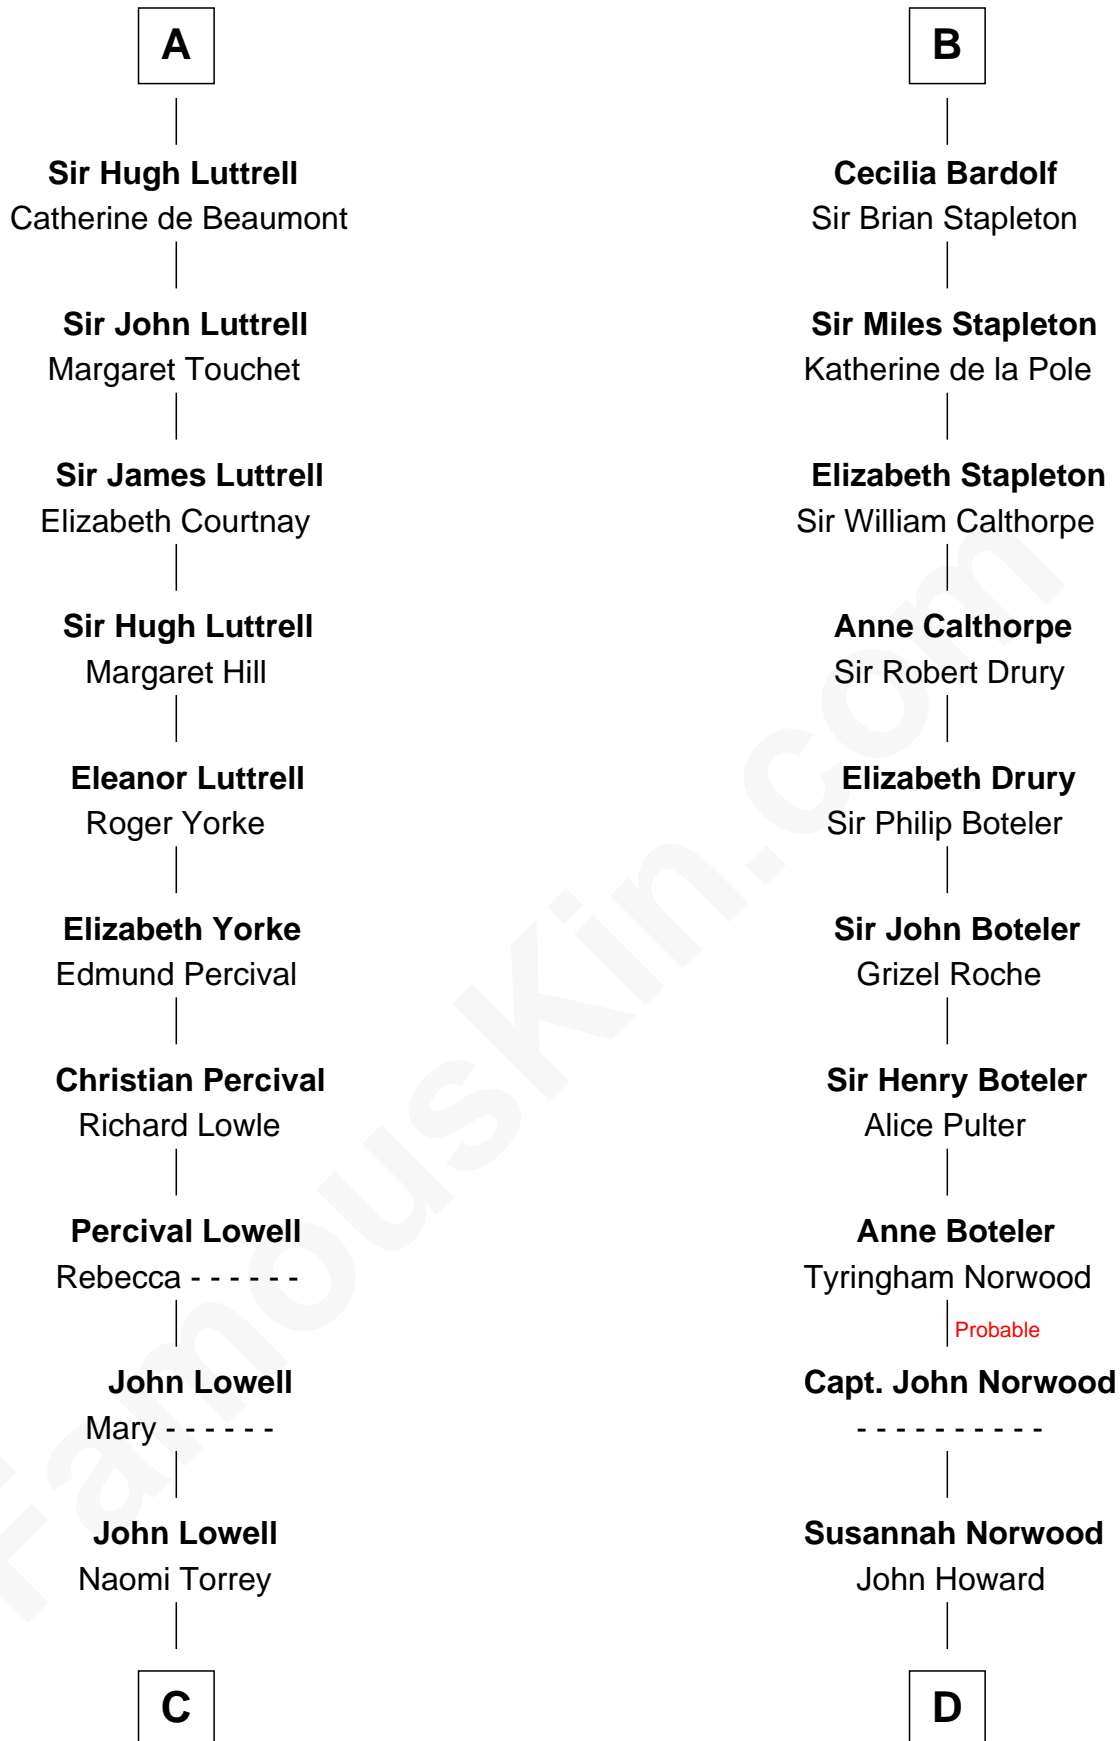 A
Sir Hugh Luttrell
Catherine de Beaumont
Sir John Luttrell
Margaret Touchet
Sir James Luttrell
Elizabeth Courtnay
Sir Hugh Luttrell
Margaret Hill
Eleanor Luttrell
Roger Yorke
Elizabeth Yorke
Edmund Percival
Christian Percival
Richard Lowle
Percival Lowell
Rebecca - - - - - -
John Lowell
Mary - - - - - -
John Lowell
Naomi Torrey
C
B
Cecilia Bardolf
Sir Brian Stapleton
Sir Miles Stapleton
Katherine de la Pole
Elizabeth Stapleton
Sir William Calthorpe
Anne Calthorpe
Sir Robert Drury
Elizabeth Drury
Sir Philip Boteler
Sir John Boteler
Grizel Roche
Sir Henry Boteler
Alice Pulter
Anne Boteler
Tyringham Norwood
Probable
Capt. John Norwood
- - - - - - - - - -
Susannah Norwood
John Howard
D
FamousKin.com